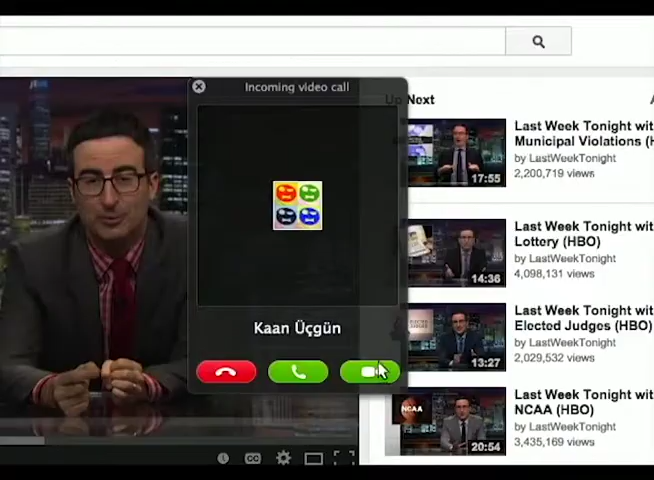 Incoming video call
Kaan Üçgün
Up Next
Last Week Tonight wit
Municipal Violations (H
by LastWeekTonight
2,200,719 views
17:55
Last Week Tonight wit
Lottery (HBO)
by LastWeekTonight
4,098,131 views
14:36
Last Week Tonight wit
Elected Judges (HBO)
by LastWeekTonight
2,029,532 views
13:27
Last Week Tonight wit
NCAA (HBO)
by LastWeekTonight
3,435,169 views
NCAA
20:54
CC